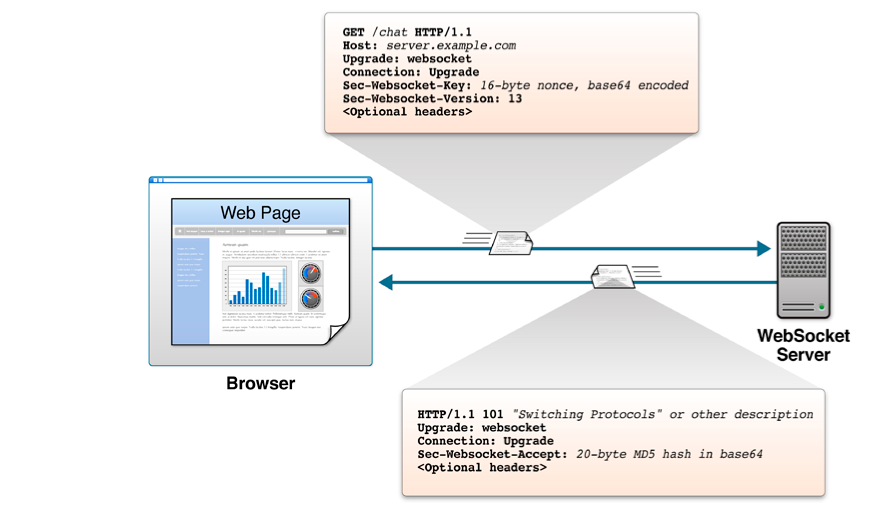 GET /chat HTTP/1.1
Host: server.example.com
Upgrade: websocket
Connection: Upgrade
Sec-Websocket-Key: 16-byte nonce, base64 encoded
Sec-Websocket-Version: 13
<Optional headers>
Web Page
WebSocket
Server
Browser
HTTP/1.1 101 "Switching Protocols" or other description
Upgrade: websocket
Connection: Upgrade
Sec-Websocket-Accept: 20-byte MD5 hash in base64
<Optional headers>